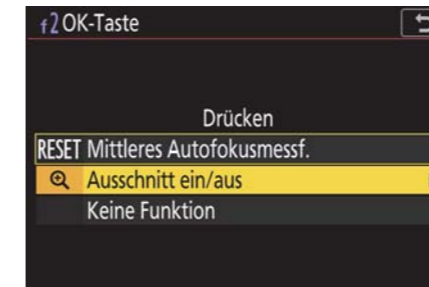 f2 OK-Taste
Drücken
RESET Mittleres Autofokusmessf.
Ausschnitt ein/aus
Keine Funktion